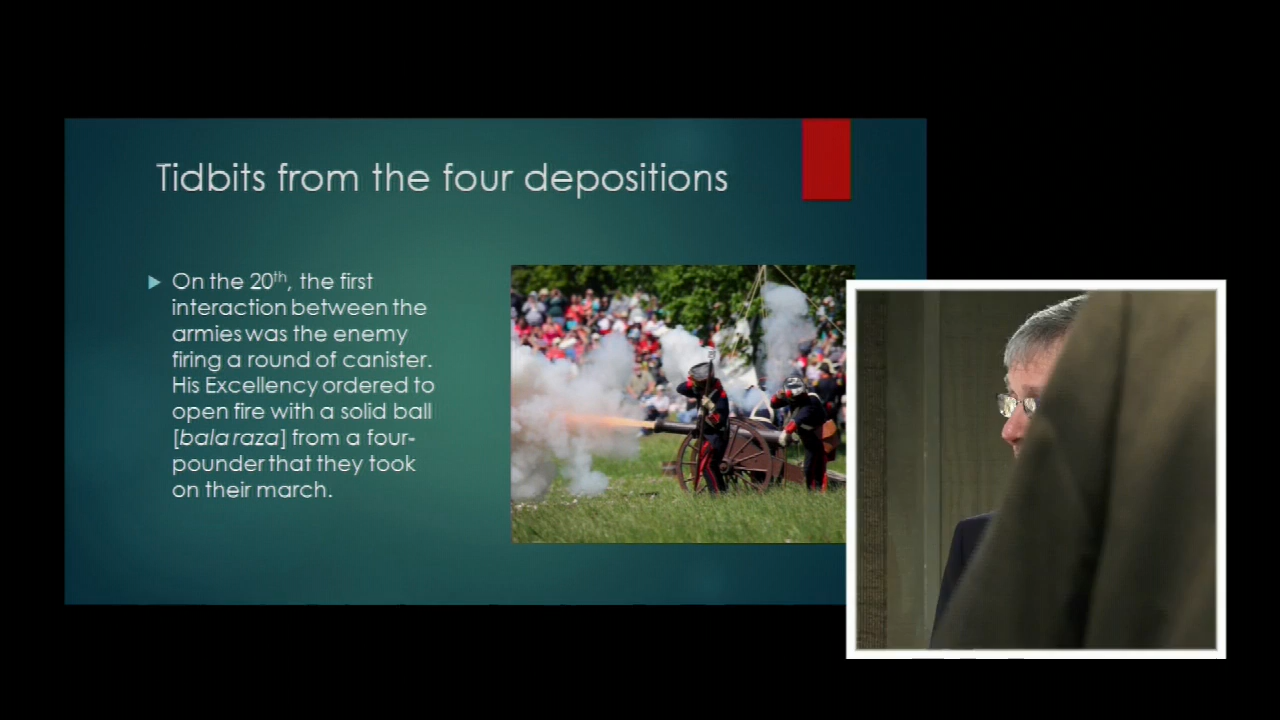 Tidbits from the four depositions
On the 20th, the first
interaction between the
armies was the enemy
firing a round of canister.
His Excellency ordered to
open fire with a solid ball
[bala raza] from a four-
pounder that they took
on their march.